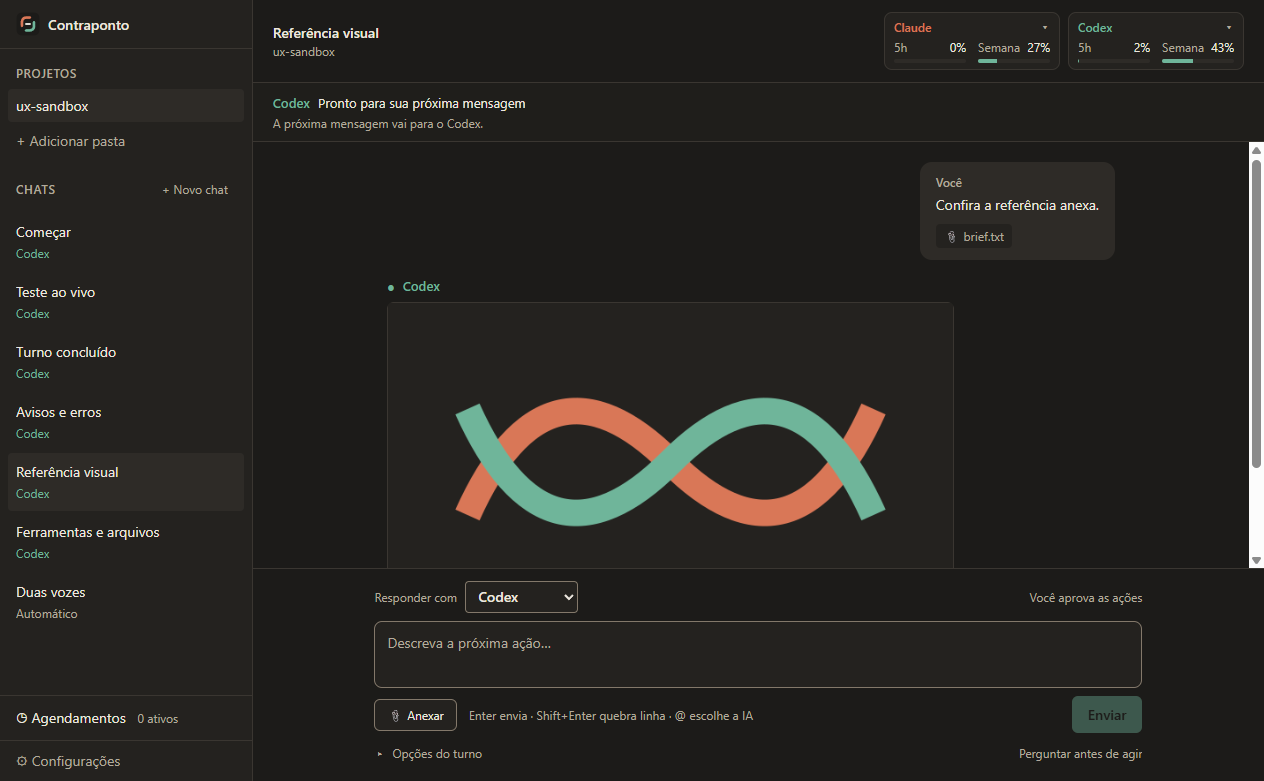 Contraponto
PROJETOS
ux-sandbox
+ Adicionar pasta
CHATS
+ Novo chat
Começar
Codex
Teste ao vivo
Codex
Turno concluído
Codex
Avisos e erros
Codex
Referência visual
Codex
Ferramentas e arquivos
Codex
Duas vozes
Automático
Agendamentos 0 ativos
Configurações
Referência visual
ux-sandbox
Claude
5h 0% Semana 27%
Codex
5h 2% Semana 43%
Codex Pronto para sua próxima mensagem
A próxima mensagem vai para o Codex.
Você
Confira a referência anexa.
brief.txt
Codex
Responder com Codex
Você aprova as ações
Descreva a próxima ação...
Anexar
Enter envia · Shift+Enter quebra linha · @ escolhe a IA
Enviar
Opções do turno
Perguntar antes de agir